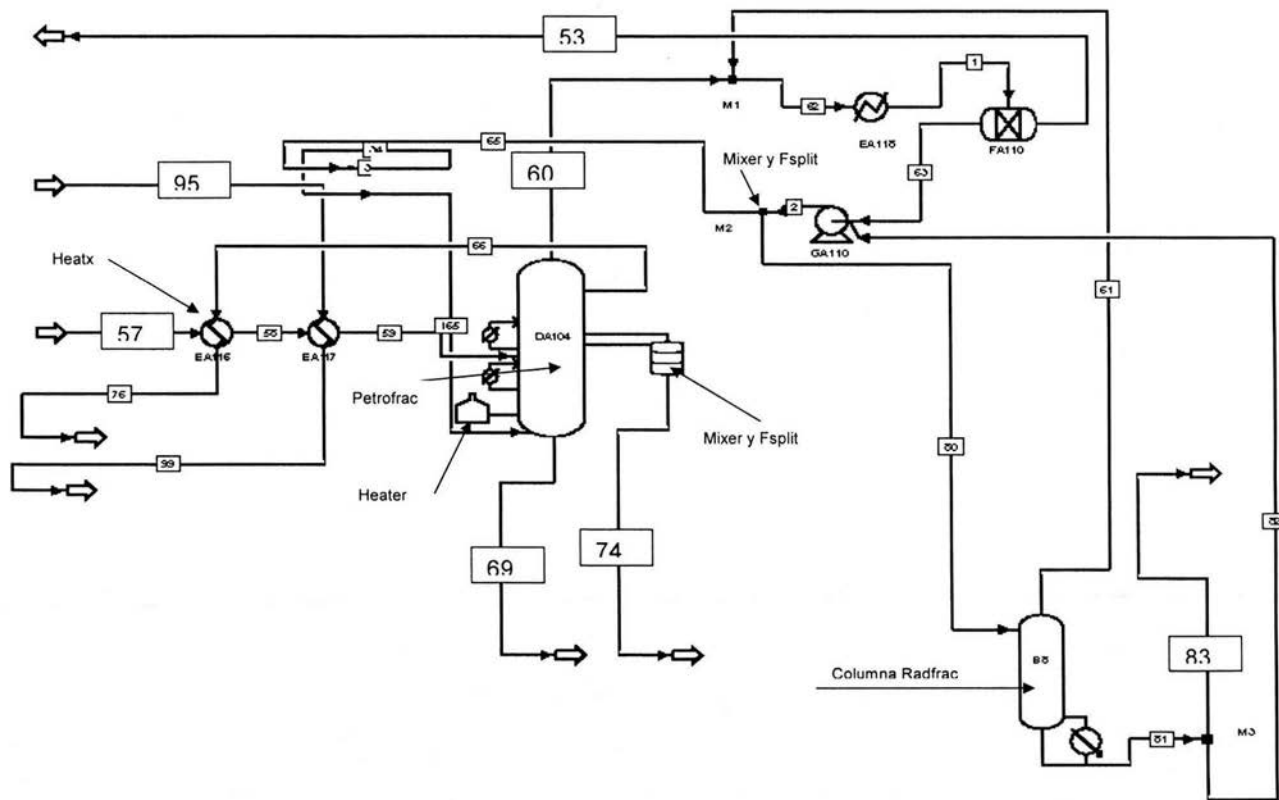 53
1
M1
62
EA118
FA110
65
Mixer y Fsplit
95
60
63
2
M2
GA110
66
Heatx
61
57
58
59
165
EA116
EA117
DA104
76
Petrofrac
Mixer y Fsplit
99
Heater
80
69
74
83
Columna Radfrac
B8
81
M3